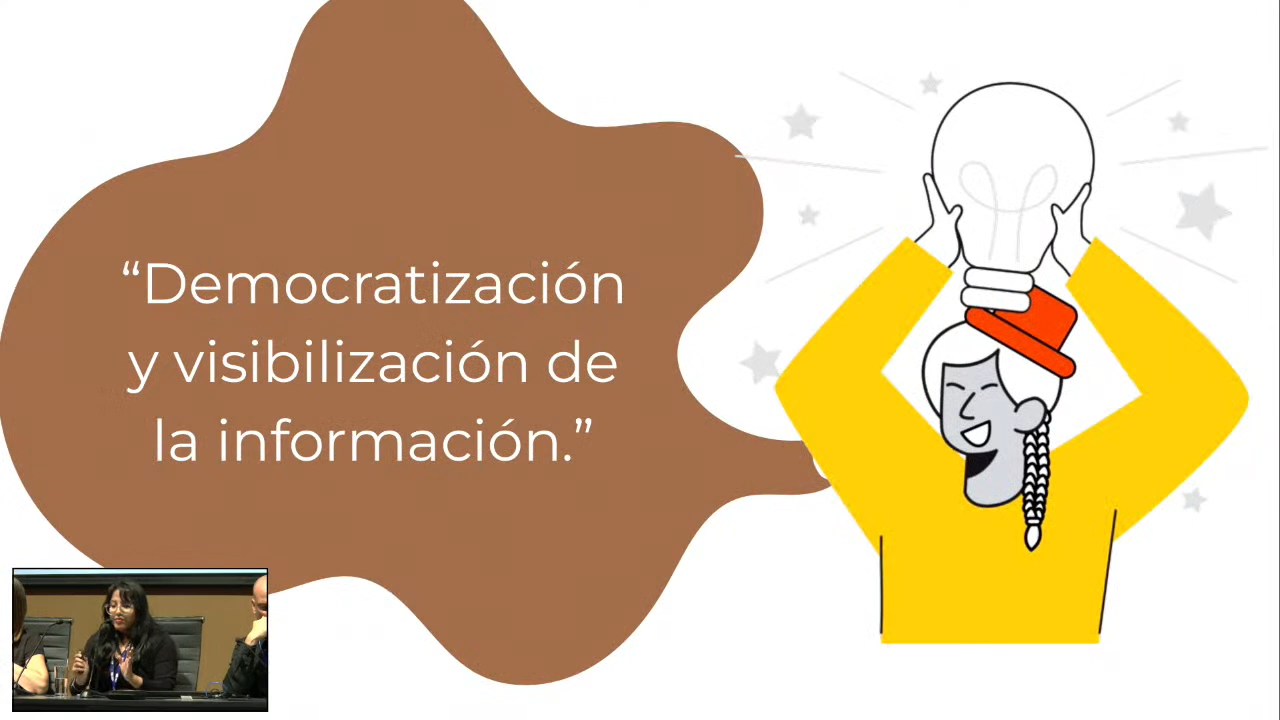 “Democratización
y visibilización de
la información.”